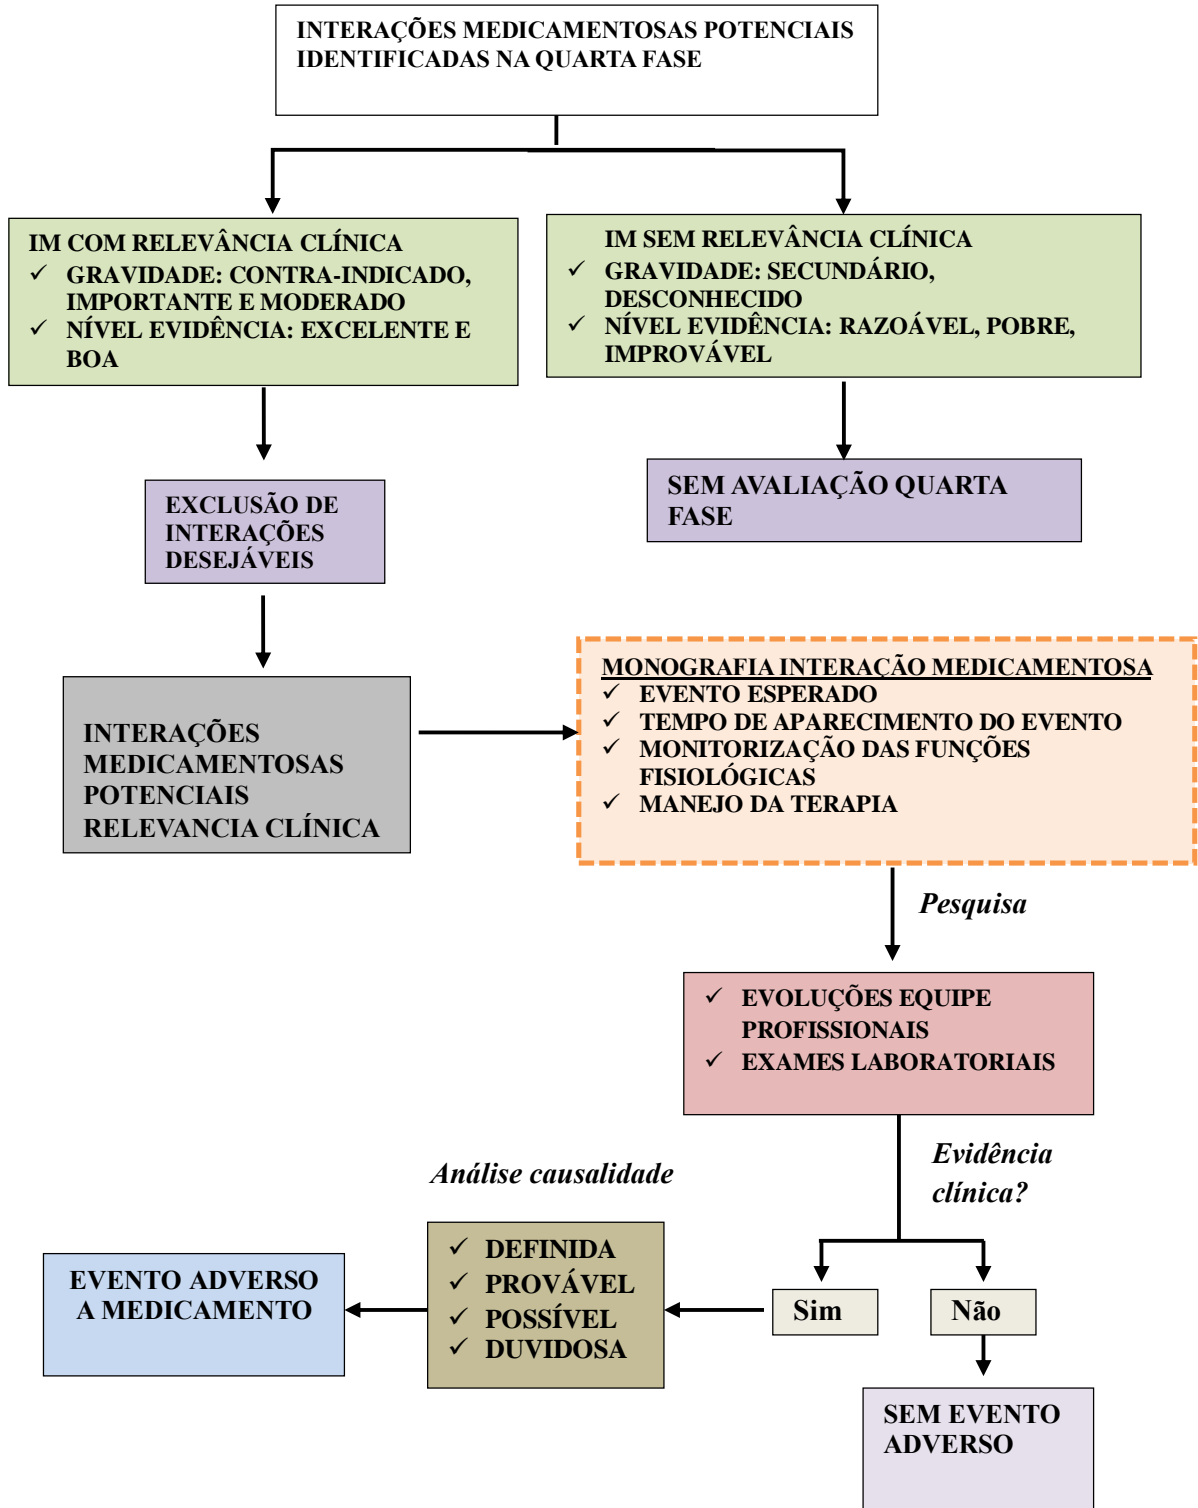 INTERAÇÕES MEDICAMENTOSAS POTENCIAIS
IDENTIFICADAS NA QUARTA FASE
IM COM RELEVÂNCIA CLÍNICA
✓ GRAVIDADE: CONTRA-INDICADO,
IMPORTANTE E MODERADO
✓ NÍVEL EVIDÊNCIA: EXCELENTE E
BOA
IM SEM RELEVÂNCIA CLÍNICA
✓ GRAVIDADE: SECUNDÁRIO,
DESCONHECIDO
✓ NÍVEL EVIDÊNCIA: RAZOÁVEL, POBRE,
IMPROVÁVEL
EXCLUSÃO DE
INTERAÇÕES
DESEJÁVEIS
SEM AVALIAÇÃO QUARTA
FASE
INTERAÇÕES
MEDICAMENTOSAS
POTENCIAIS
RELEVANCIA CLÍNICA
MONOGRAFIA INTERAÇÃO MEDICAMENTOSA
✓ EVENTO ESPERADO
✓ TEMPO DE APARECIMENTO DO EVENTO
✓ MONITORIZAÇÃO DAS FUNÇÕES
FISIOLÓGICAS
✓ MANEJO DA TERAPIA
Pesquisa
✓ EVOLUÇÕES EQUIPE
PROFISSIONAIS
✓ EXAMES LABORATORIAIS
Evidência
clínica?
Análise causalidade
Sim
Não
✓ DEFINIDA
✓ PROVÁVEL
✓ POSSÍVEL
✓ DUVIDOSA
EVENTO ADVERSO
A MEDICAMENTO
SEM EVENTO
ADVERSO